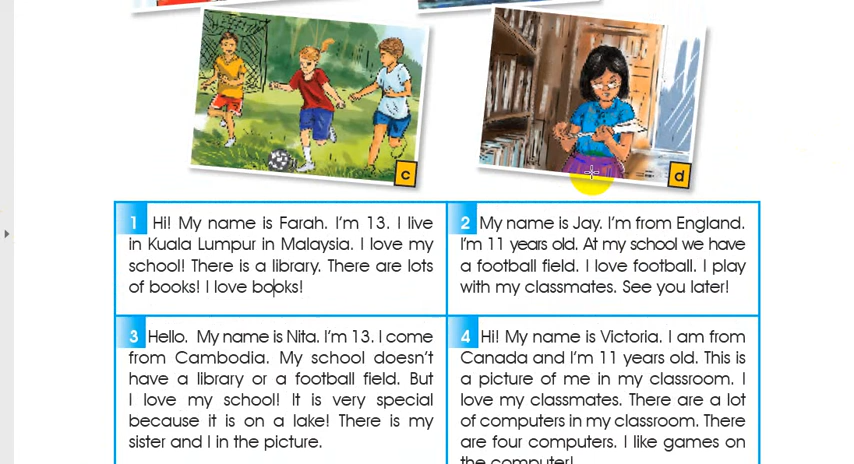 c
d
1 Hi! My name is Farah. I'm 13. I live
in Kuala Lumpur in Malaysia. I love my
school! There is a library. There are lots
of books! I love books!
2 My name is Jay. I'm from England.
I'm 11 years old. At my school we have
a football field. I love football. I play
with my classmates. See you later!
3 Hello. My name is Nita. I'm 13. I come
from Cambodia. My school doesn't
have a library or a football field. But
I love my school! It is very special
because it is on a lake! There is my
sister and I in the picture.
4 Hi! My name is Victoria. I am from
Canada and I'm 11 years old. This is
a picture of me in my classroom. I
love my classmates. There are a lot
of computers in my classroom. There
are four computers. I like games on
the computer!